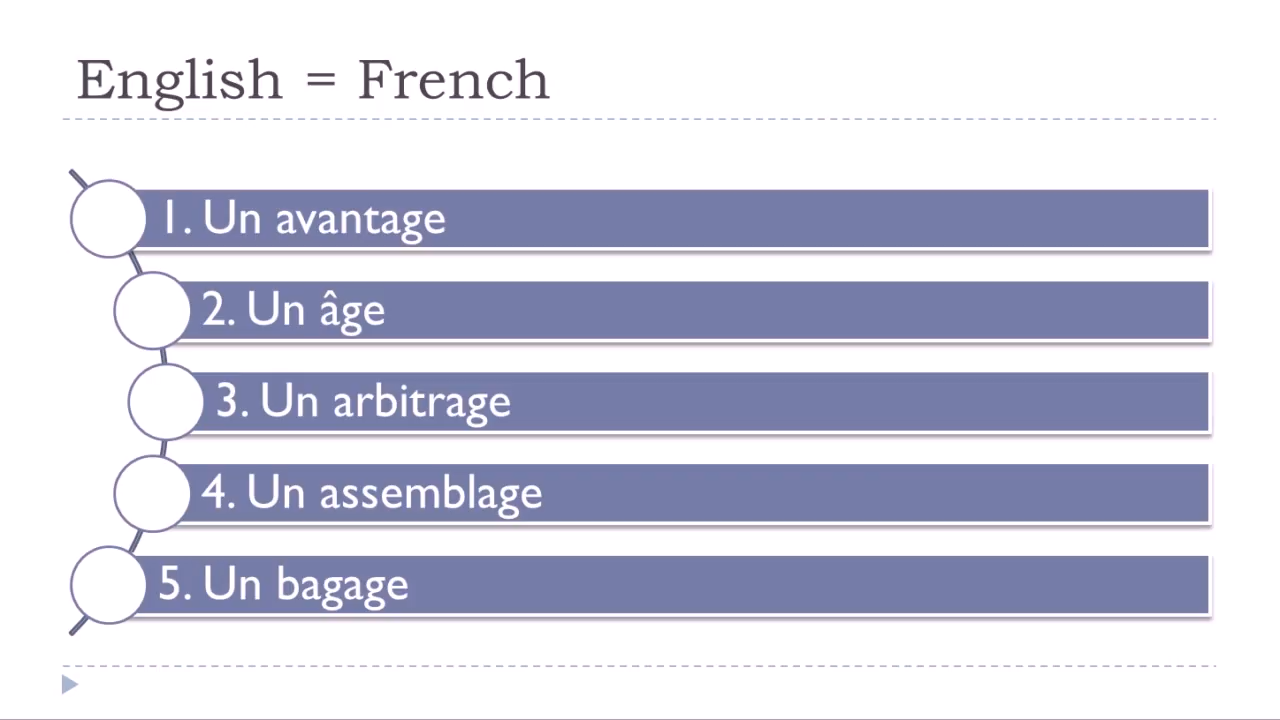 English = French
1. Un avantage
2. Un âge
3. Un arbitrage
4. Un assemblage
5. Un bagage